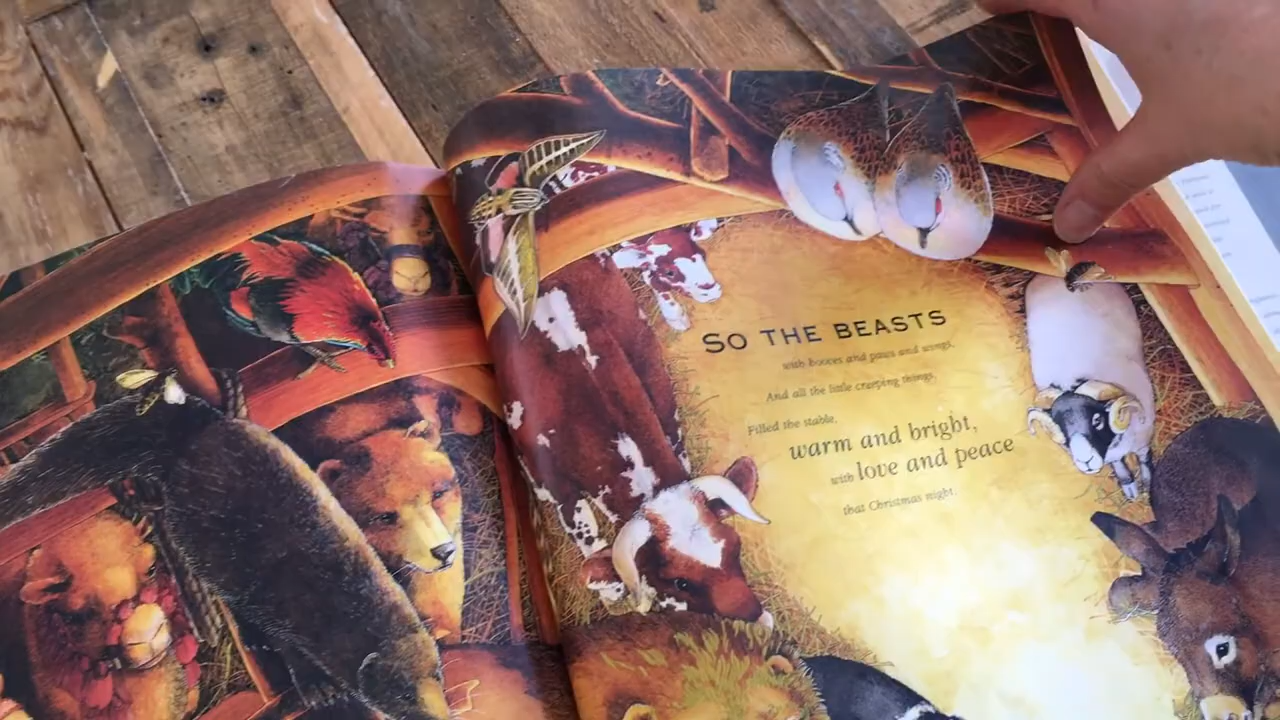 SO THE BEASTS
with hooves and paws and wings,
And all the little creeping things,
Filled the stable,
warm and bright,
with love and peace
that Christmas night.